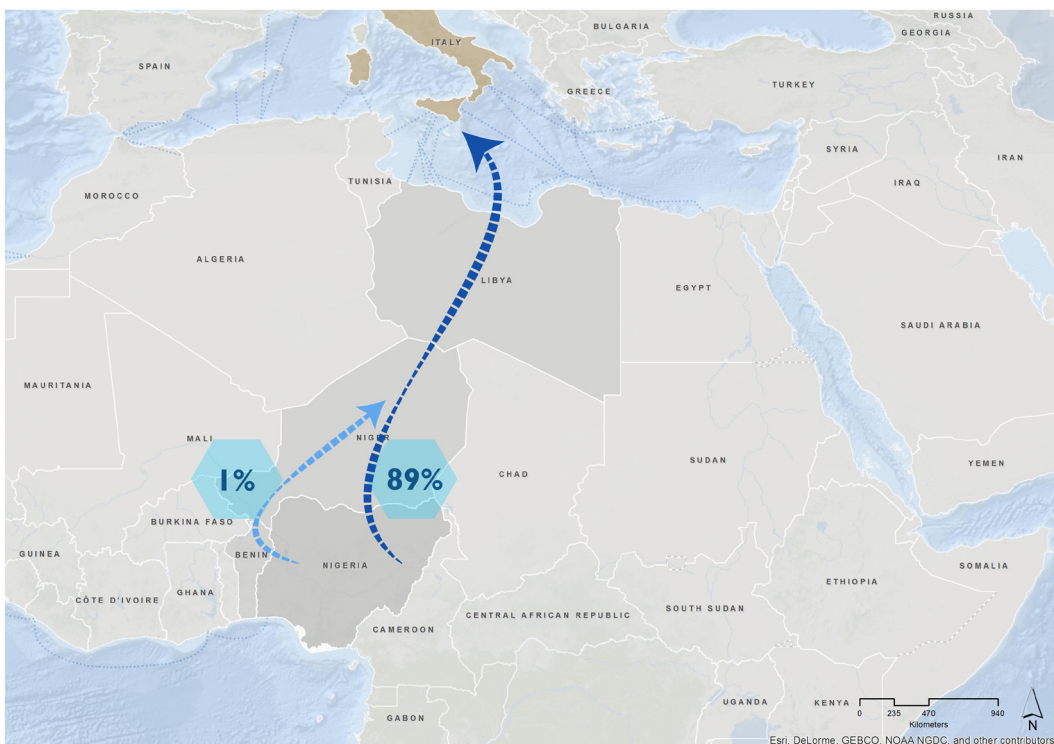 RUSSIA
BULGARIA
GEORGIA
ITALY
SPAIN
TURKEY
GREECE
SYRIA
IRAN
TUNISIA
IRAQ
MOROCCO
ALGERIA
LIBYA
EGYPT
SAUDI ARABIA
MAURITANIA
MALI
NIGER
CHAD
SUDAN
YEMEN
1%
89%
BURKINA FASO
GUINEA
BENIN
NIGERIA
SOMALIA
ETHIOPIA
GHANA
CÔTE D'IVOIRE
SOUTH SUDAN
CENTRAL AFRICAN REPUBLIC
CAMEROON
UGANDA
KENYA
GABON
0 235 470 940
Kilometers
N
Esri, DeLorme, GEBCO, NOAA NGDC, and other contributors